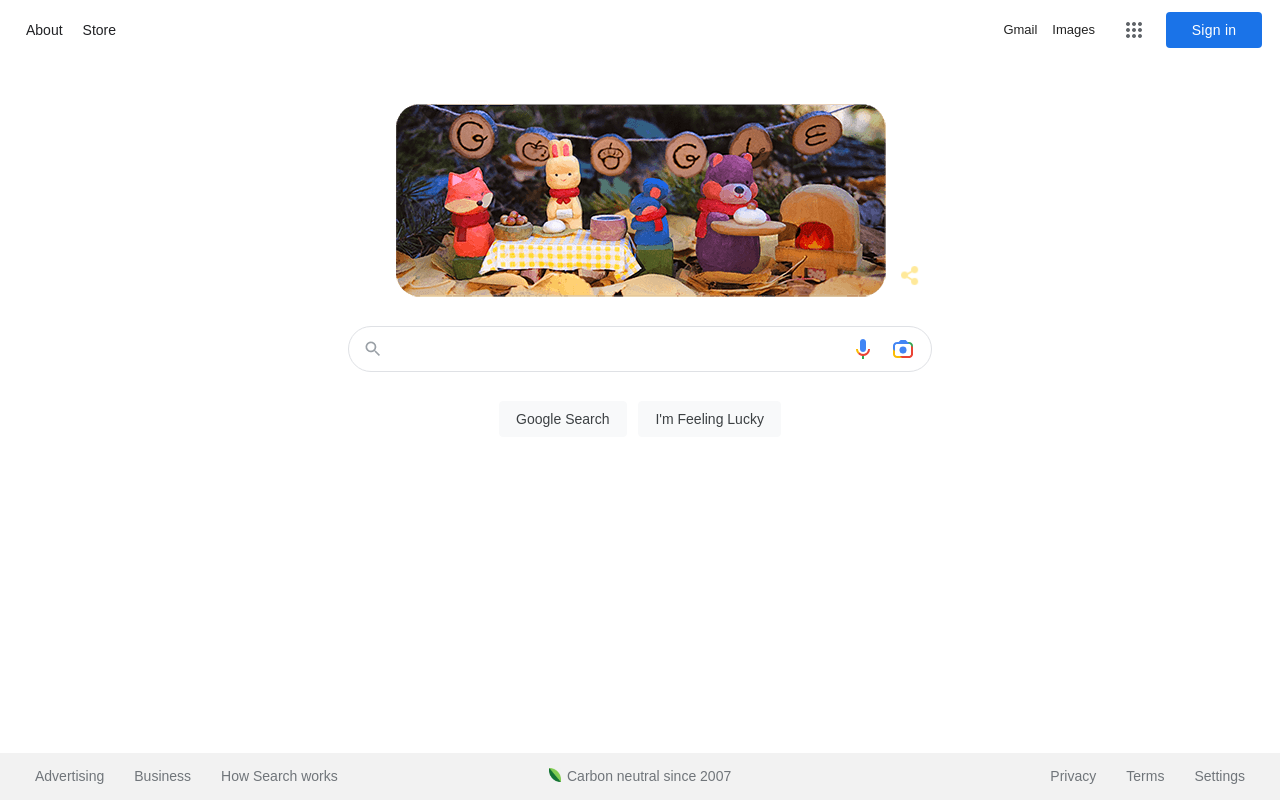 About Store
Gmail Images Sign in
Google Search I'm Feeling Lucky
Advertising Business How Search works Carbon neutral since 2007 Privacy Terms Settings